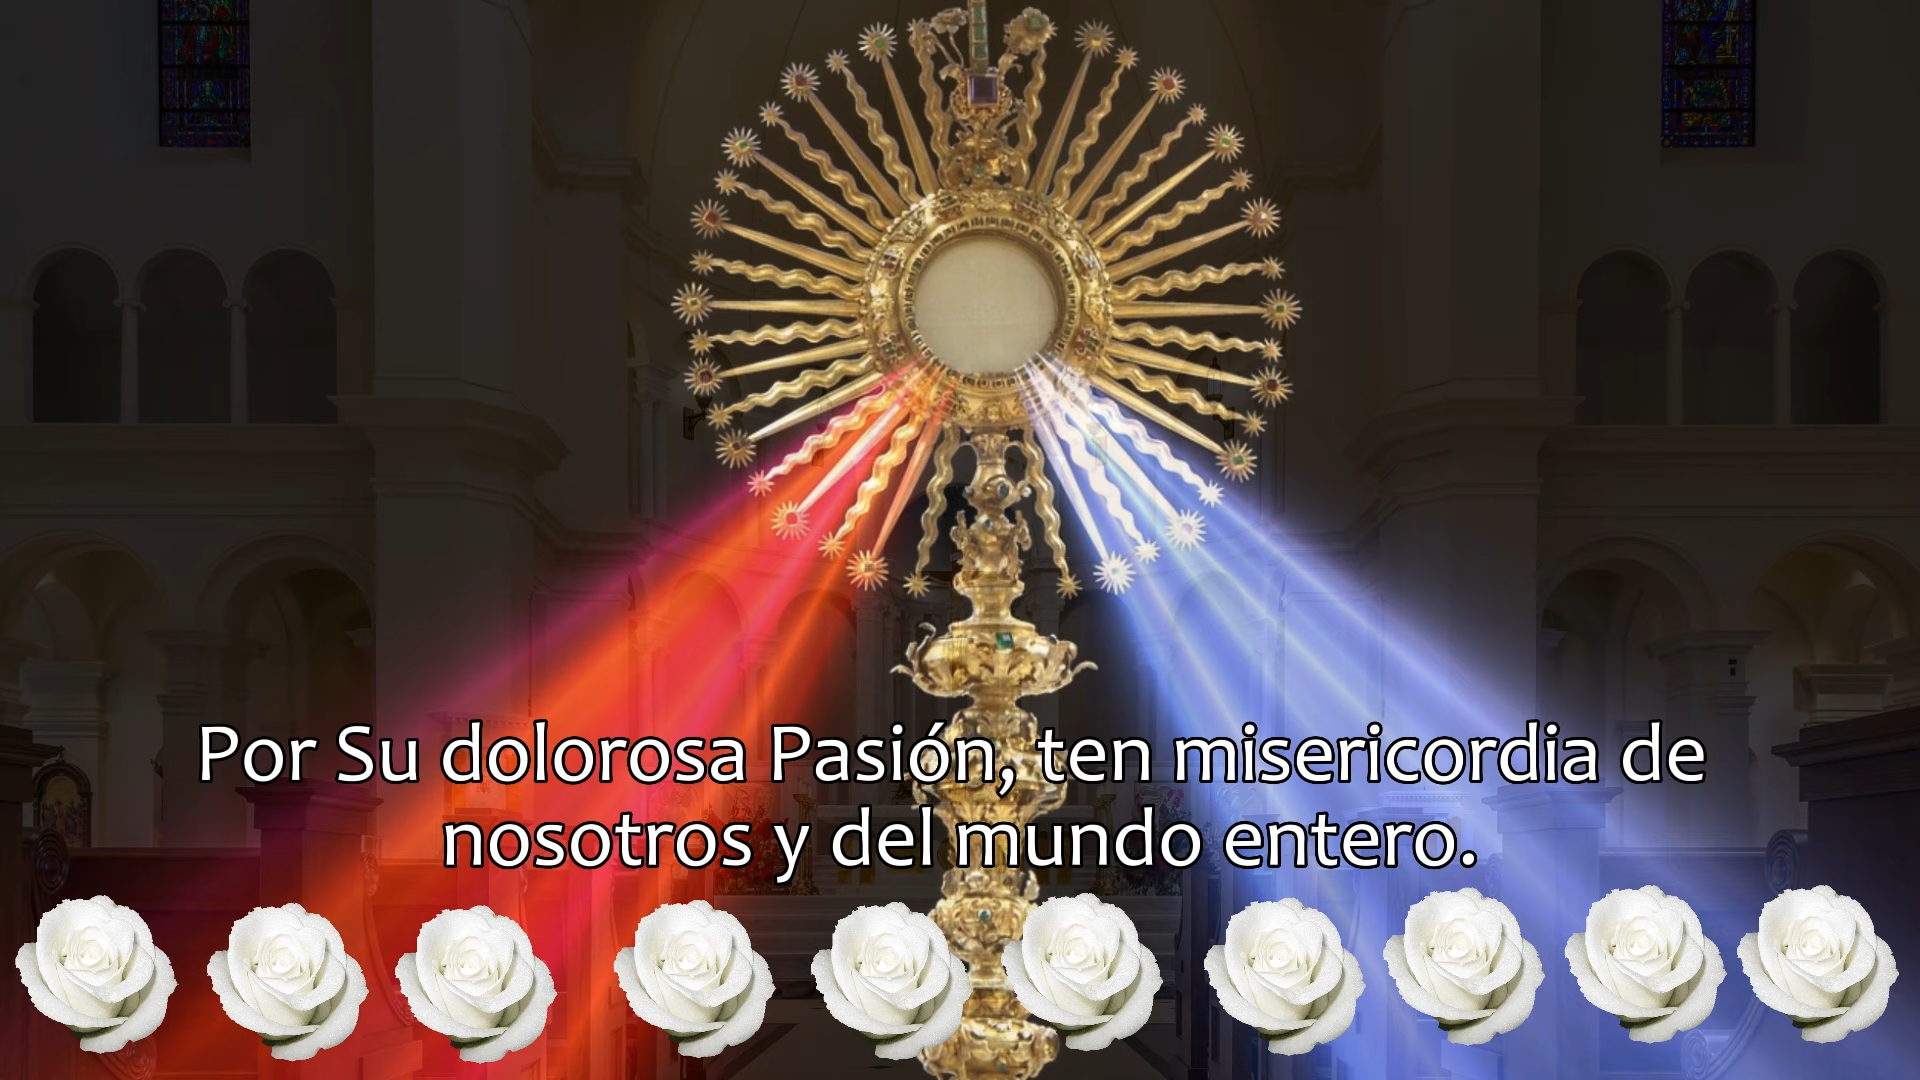 Por Su dolorosa Pasión, ten misericordia de
nosotros y del mundo entero.